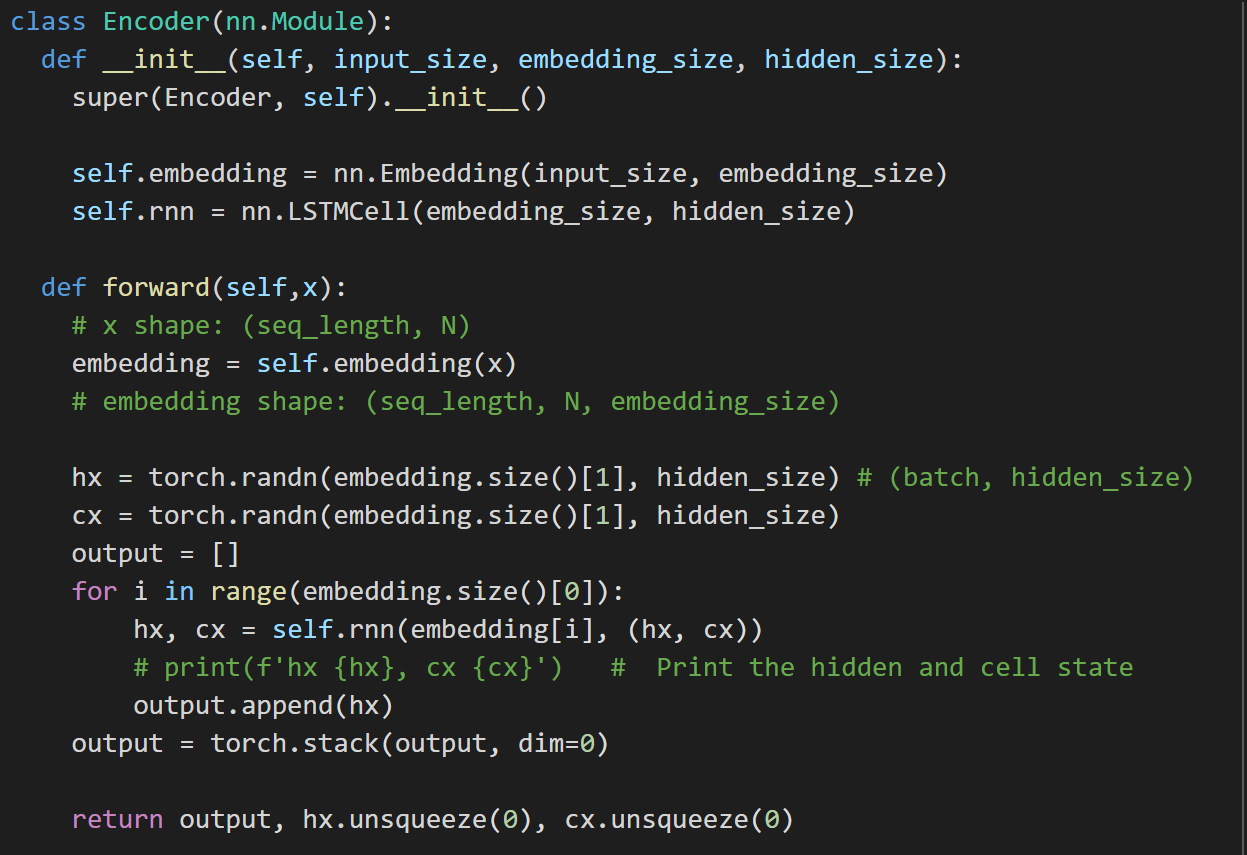 class Encoder(nn.Module):
  def __init__(self, input_size, embedding_size, hidden_size):
    super(Encoder, self).__init__()

    self.embedding = nn.Embedding(input_size, embedding_size)
    self.rnn = nn.LSTMCell(embedding_size, hidden_size)

  def forward(self,x):
    # x shape: (seq_length, N)
    embedding = self.embedding(x)
    # embedding shape: (seq_length, N, embedding_size)

    hx = torch.randn(embedding.size()[1], hidden_size) # (batch, hidden_size)
    cx = torch.randn(embedding.size()[1], hidden_size)
    output = []
    for i in range(embedding.size()[0]):
        hx, cx = self.rnn(embedding[i], (hx, cx))
        # print(f'hx {hx}, cx {cx}')   #  Print the hidden and cell state
        output.append(hx)
    output = torch.stack(output, dim=0)

    return output, hx.unsqueeze(0), cx.unsqueeze(0)